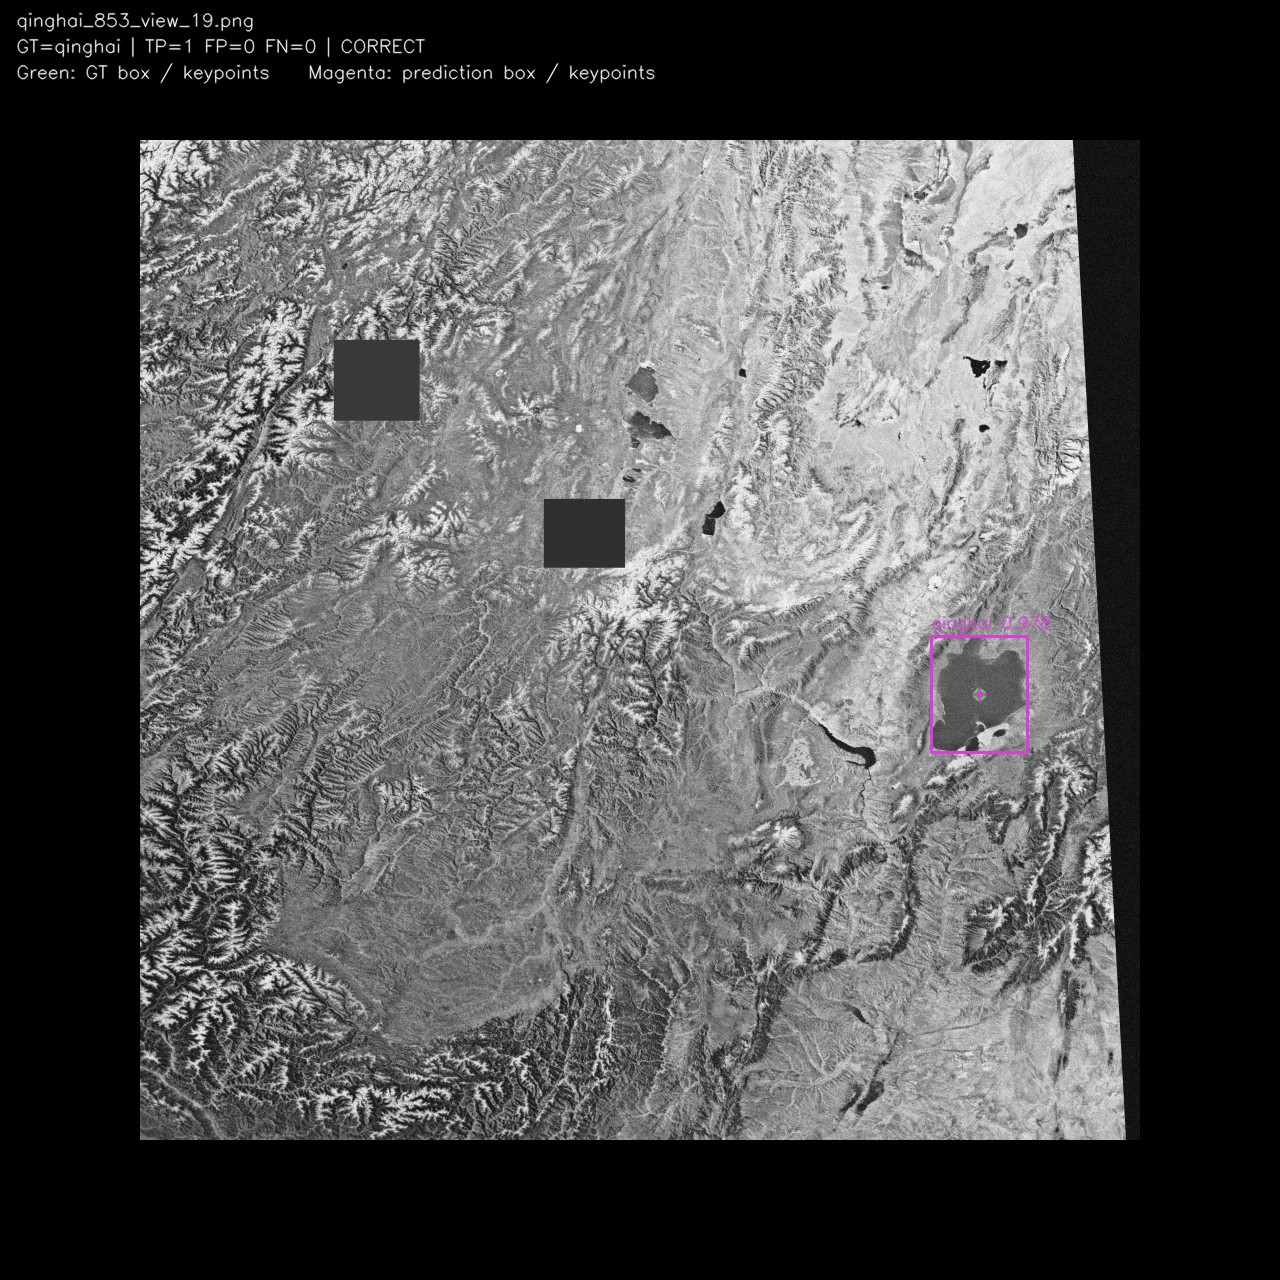 qinghai_853_view_19.png
GT=qinghai | TP=1 FP=0 FN=0 | CORRECT
Green: GT box / keypoints    Magenta: prediction box / keypoints
qinghai 0.978